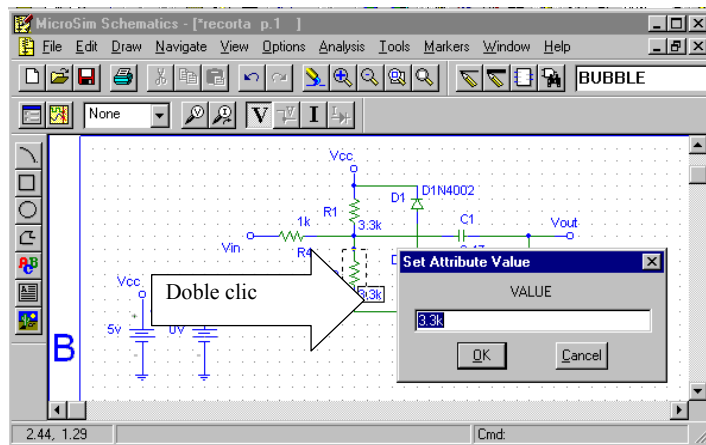 MicroSim Schematics - [*recorta p.1 ]
File Edit Draw Navigate View Options Analysis Tools Markers Window Help
BUBBLE
None
V
I
Vcc
D1
D1N4002
R1
3.3k
1k
C1
Vout
Vin
R4
Set Attribute Value
VALUE
3.3k
OK
Cancel
Doble clic
3.3k
Vcc
5v
0v
B
2.44, 1.29
Cmd: